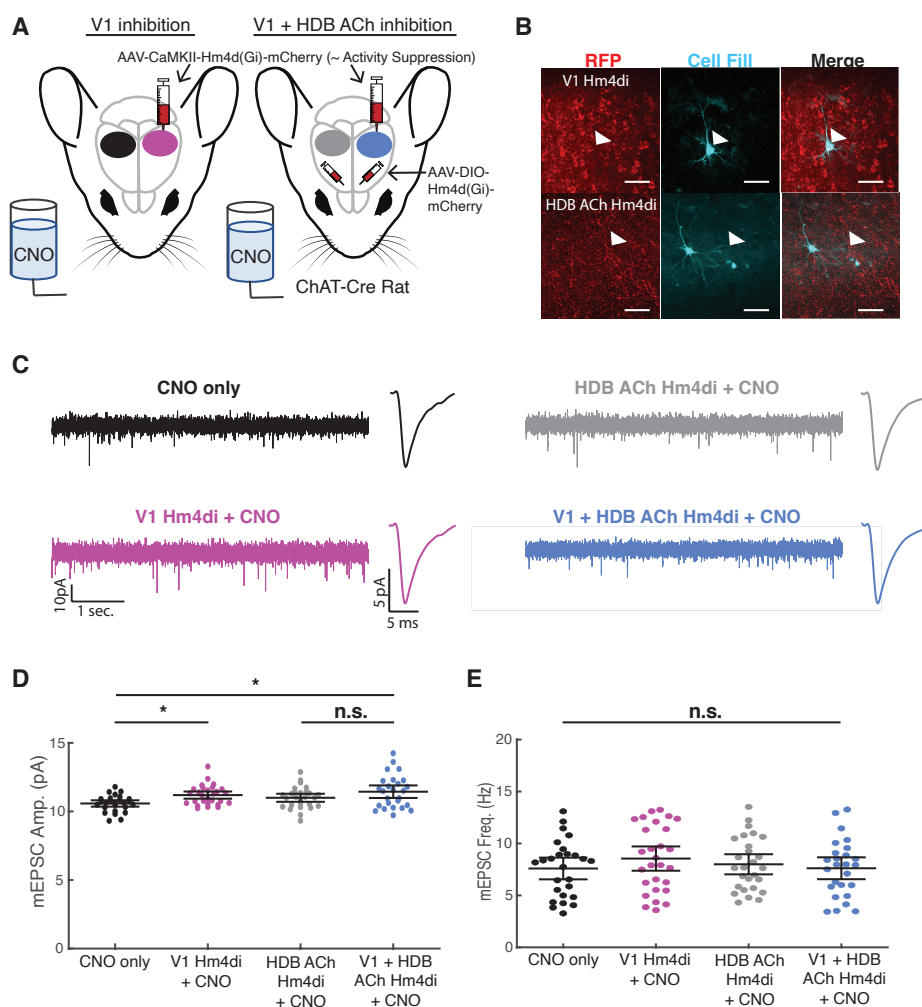 A
V1 inhibition
V1 + HDB ACh inhibition
AAV-CaMKII-Hm4d(Gi)-mCherry (~ Activity Suppression)
AAV-DIO-
Hm4d(Gi)-
mCherry
CNO
CNO
ChAT-Cre Rat
B
RFP
Cell Fill
Merge
V1 Hm4di
HDB ACh Hm4di
C
CNO only
HDB ACh Hm4di + CNO
V1 Hm4di + CNO
V1 + HDB ACh Hm4di + CNO
10pA
1 sec.
5 pA
5 ms
D
*
*
n.s.
mEPSC Amp. (pA)
15
10
5
0
CNO only
V1 Hm4di
+ CNO
HDB ACh
Hm4di
+ CNO
V1 + HDB
ACh Hm4di
+ CNO
E
n.s.
mEPSC Freq. (Hz)
20
15
10
5
0
CNO only
V1 Hm4di
+ CNO
HDB ACh
Hm4di
+ CNO
V1 + HDB
ACh Hm4di
+ CNO